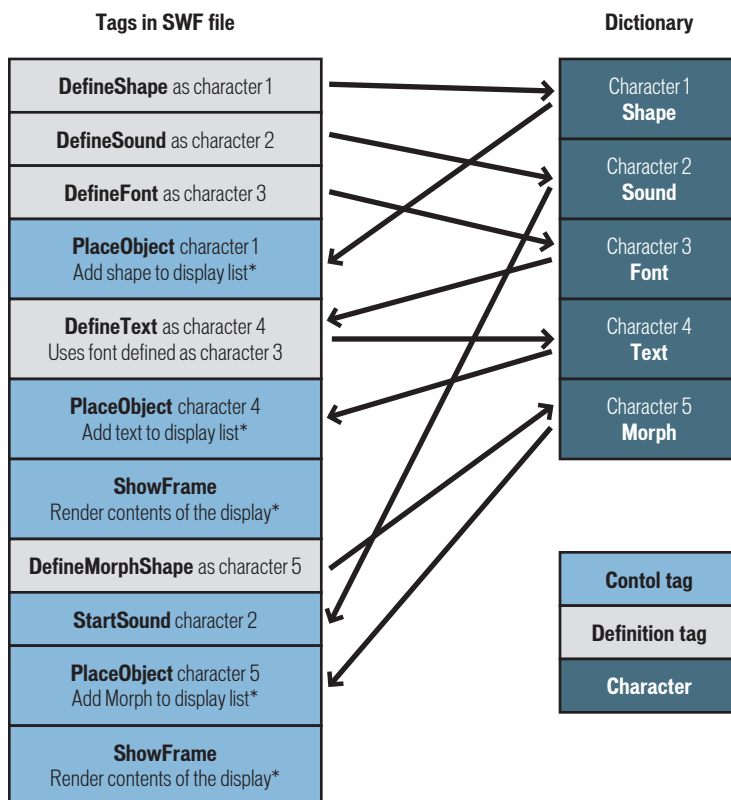 Tags in SWF file
DefineShape as character 1
DefineSound as character 2
DefineFont as character 3
PlaceObject character 1
Add shape to display list*
DefineText as character 4
Uses font defined as character 3
PlaceObject character 4
Add text to display list*
ShowFrame
Render contents of the display*
DefineMorphShape as character 5
StartSound character 2
PlaceObject character 5
Add Morph to display list*
ShowFrame
Render contents of the display*
Dictionary
Character 1
Shape
Character 2
Sound
Character 3
Font
Character 4
Text
Character 5
Morph
Contol tag
Definition tag
Character